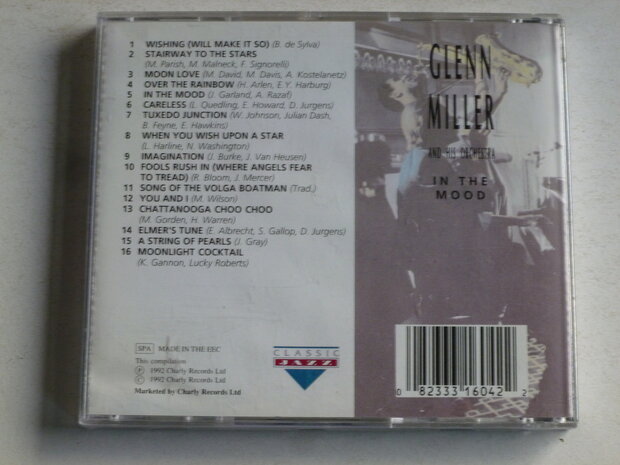 1 WISHING (WILL MAKE IT SO) (B. de Sylva)
2 STAIRWAY TO THE STARS
(M. Parish, M. Malneck, F. Signorelli)
3 MOON LOVE (M. David, M. Davis, A. Kostelanetz)
4 OVER THE RAINBOW (H. Arlen, E.Y. Harburg)
5 IN THE MOOD (J. Garland, A. Razaf)
6 CARELESS (L. Quedling, E. Howard, D. Jurgens)
7 TUXEDO JUNCTION (W. Johnson, Julian Dash,
B. Feyne, E. Hawkins)
8 WHEN YOU WISH UPON A STAR
(L. Harline, N. Washington)
9 IMAGINATION (J. Burke, J. Van Heusen)
10 FOOLS RUSH IN (WHERE ANGELS FEAR
TO TREAD) (R. Bloom, J. Mercer)
11 SONG OF THE VOLGA BOATMAN (Trad.)
12 YOU AND I (M. Wilson)
13 CHATTANOOGA CHOO CHOO
(M. Gorden, H. Warren)
14 ELMER'S TUNE (E. Albrecht, S. Gallop, D. Jurgens)
15 A STRING OF PEARLS (J. Gray)
16 MOONLIGHT COCKTAIL
(K. Gannon, Lucky Roberts)
SPA MADE IN THE EEC
This compilation
℗ 1992 Charly Records Ltd
© 1992 Charly Records Ltd
Marketed by Charly Records Ltd
CLASSIC
JAZZ
GLENN
MILLER
AND HIS ORCHESTRA
IN THE
MOOD
0 82333 16042 2